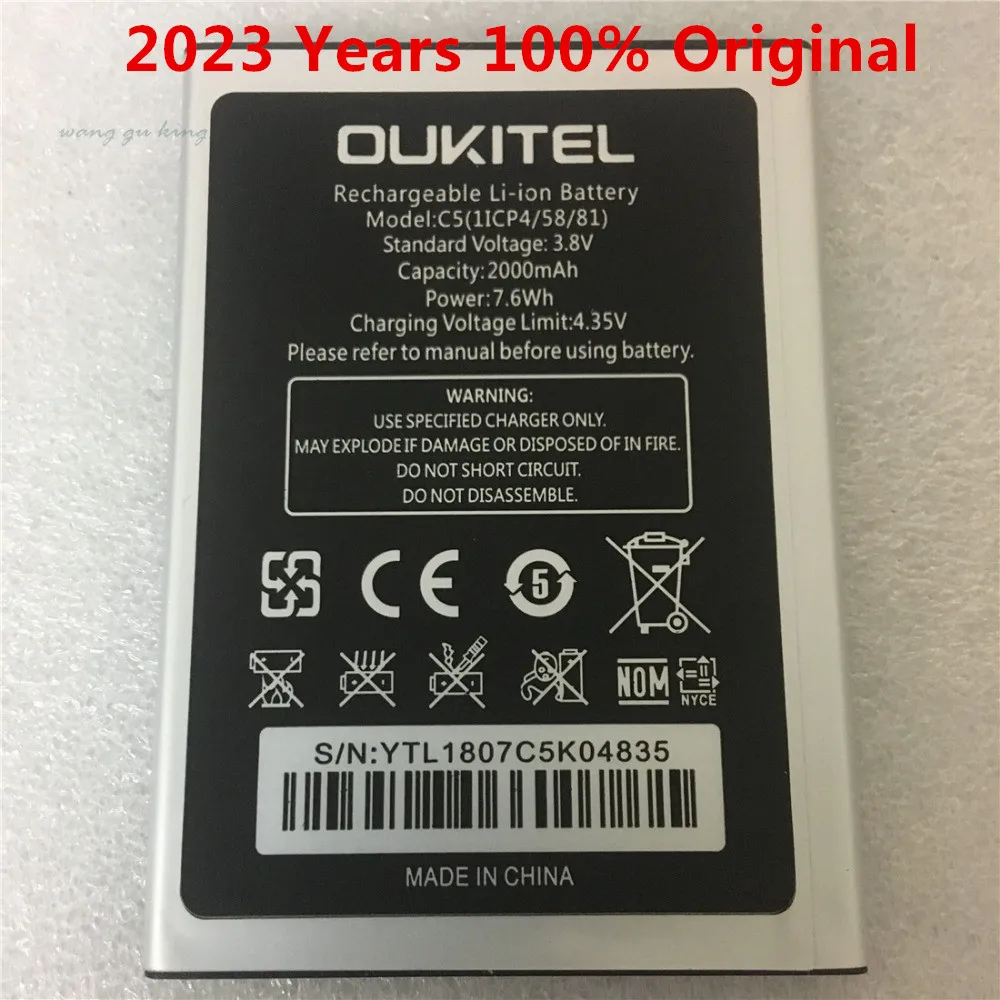 2023 Years 100% Original
wang gu king
OUKITEL
Rechargeable Li-ion Battery
Model:C5(1ICP4/58/81)
Standard Voltage: 3.8V
Capacity:2000mAh
Power:7.6Wh
Charging Voltage Limit:4.35V
Please refer to manual before using battery.
WARNING:
USE SPECIFIED CHARGER ONLY.
MAY EXPLODE IF DAMAGE OR DISPOSED OF IN FIRE.
DO NOT SHORT CIRCUIT.
DO NOT DISASSEMBLE.
CE 5
NOM NYCE
S/N:YTL1807C5K04835
MADE IN CHINA